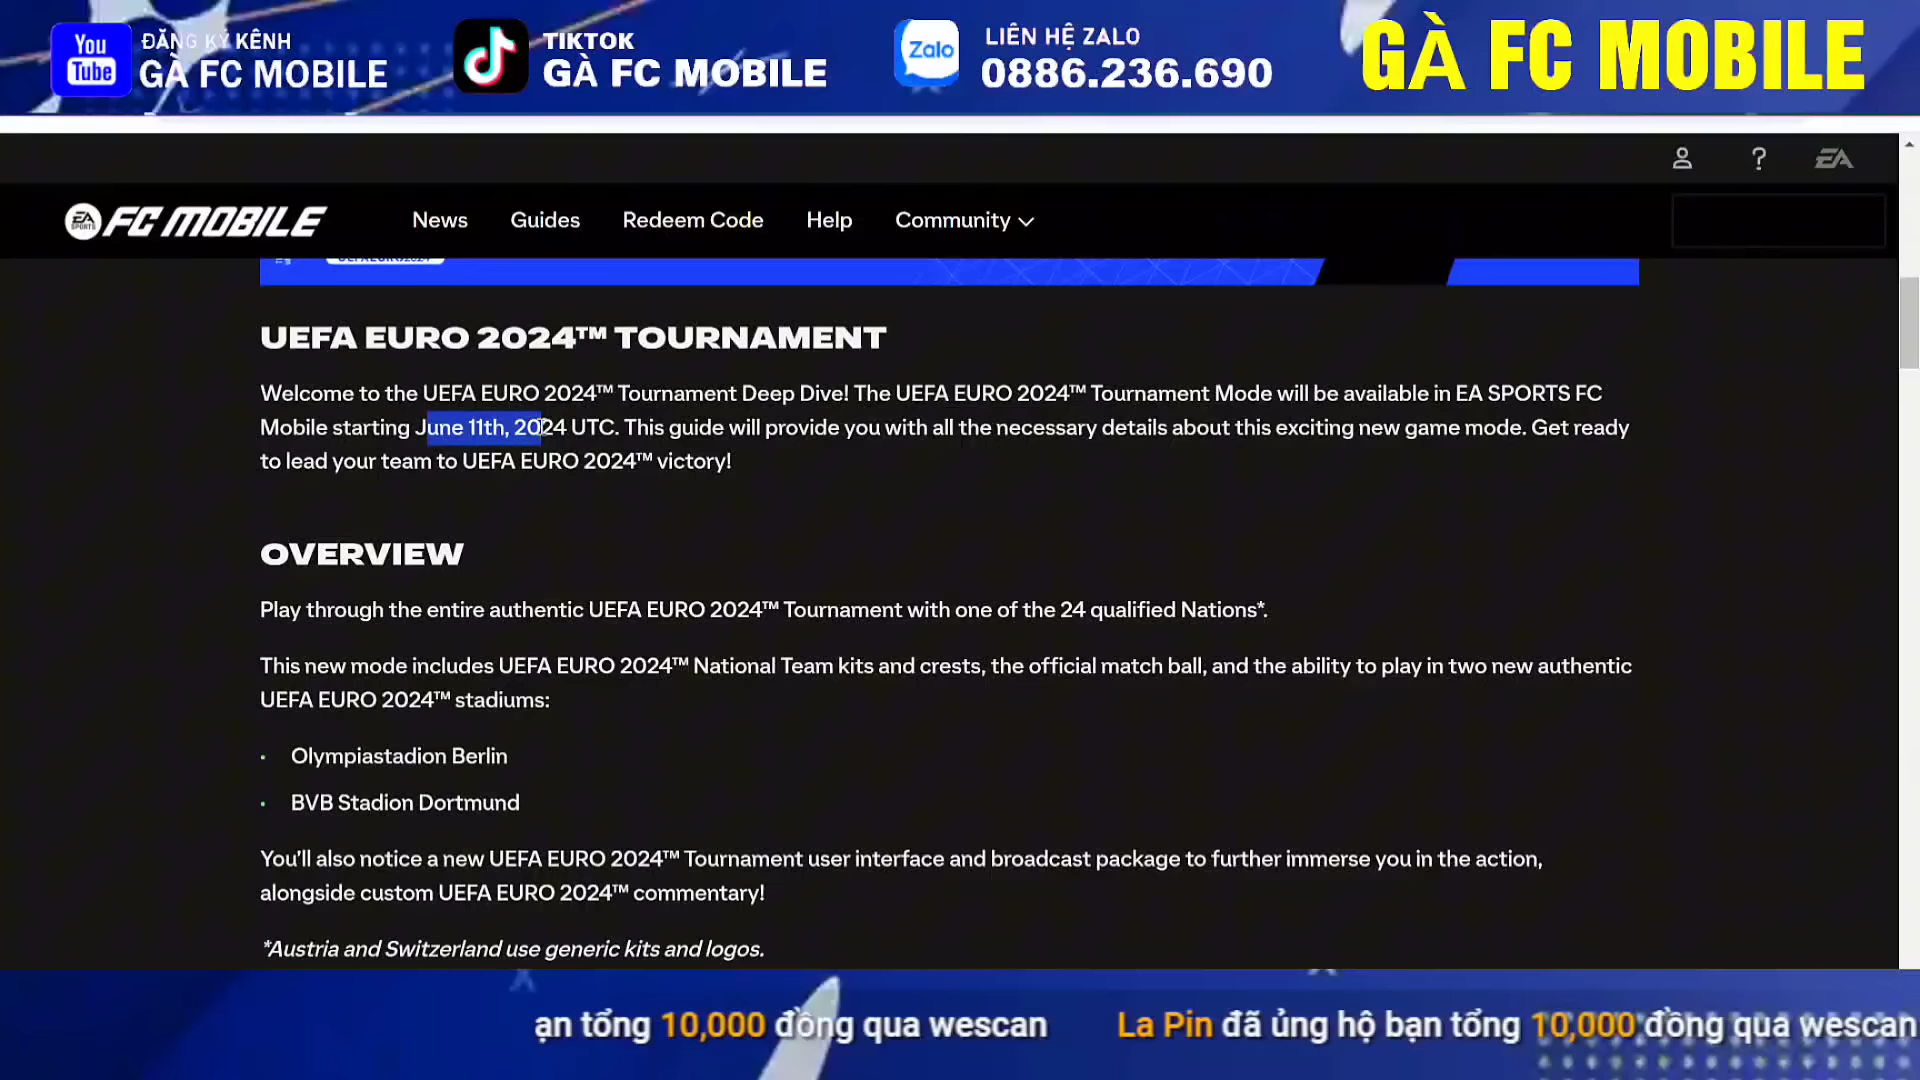 You
Tube
ĐĂNG KÝ KÊNH
GÀ FC MOBILE
TIKTOK
GÀ FC MOBILE
Zalo
LIÊN HỆ ZALO
0886.236.690
GÀ FC MOBILE
?
EA
EA SPORTS
FC MOBILE
News
Guides
Redeem Code
Help
Community
UEFA EURO 2024™ TOURNAMENT
Welcome to the UEFA EURO 2024™ Tournament Deep Dive! The UEFA EURO 2024™ Tournament Mode will be available in EA SPORTS FC
Mobile starting June 11th, 2024 UTC. This guide will provide you with all the necessary details about this exciting new game mode. Get ready
to lead your team to UEFA EURO 2024™ victory!
OVERVIEW
Play through the entire authentic UEFA EURO 2024™ Tournament with one of the 24 qualified Nations*.
This new mode includes UEFA EURO 2024™ National Team kits and crests, the official match ball, and the ability to play in two new authentic
UEFA EURO 2024™ stadiums:
• Olympiastadion Berlin
• BVB Stadion Dortmund
You’ll also notice a new UEFA EURO 2024™ Tournament user interface and broadcast package to further immerse you in the action,
alongside custom UEFA EURO 2024™ commentary!
*Austria and Switzerland use generic kits and logos.
ạn tổng 10,000 đồng qua wescan
La Pin đã ủng hộ bạn tổng 10,000 đồng qua wescan